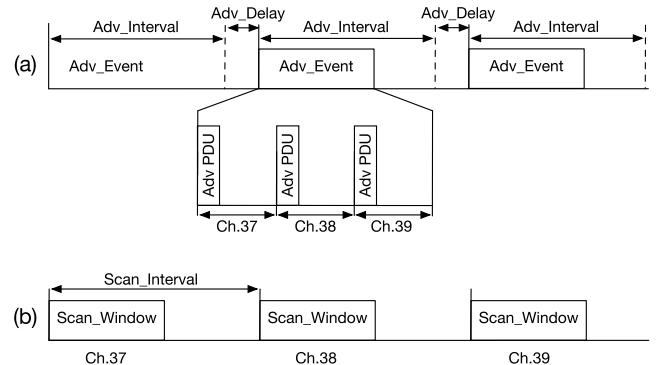 Adv_Delay Adv_Delay
Adv_Interval Adv_Interval Adv_Interval
(a) Adv_Event Adv_Event Adv_Event
Adv PDU Adv PDU Adv PDU
Ch.37 Ch.38 Ch.39
Scan_Interval
(b) Scan_Window Scan_Window Scan_Window
Ch.37 Ch.38 Ch.39